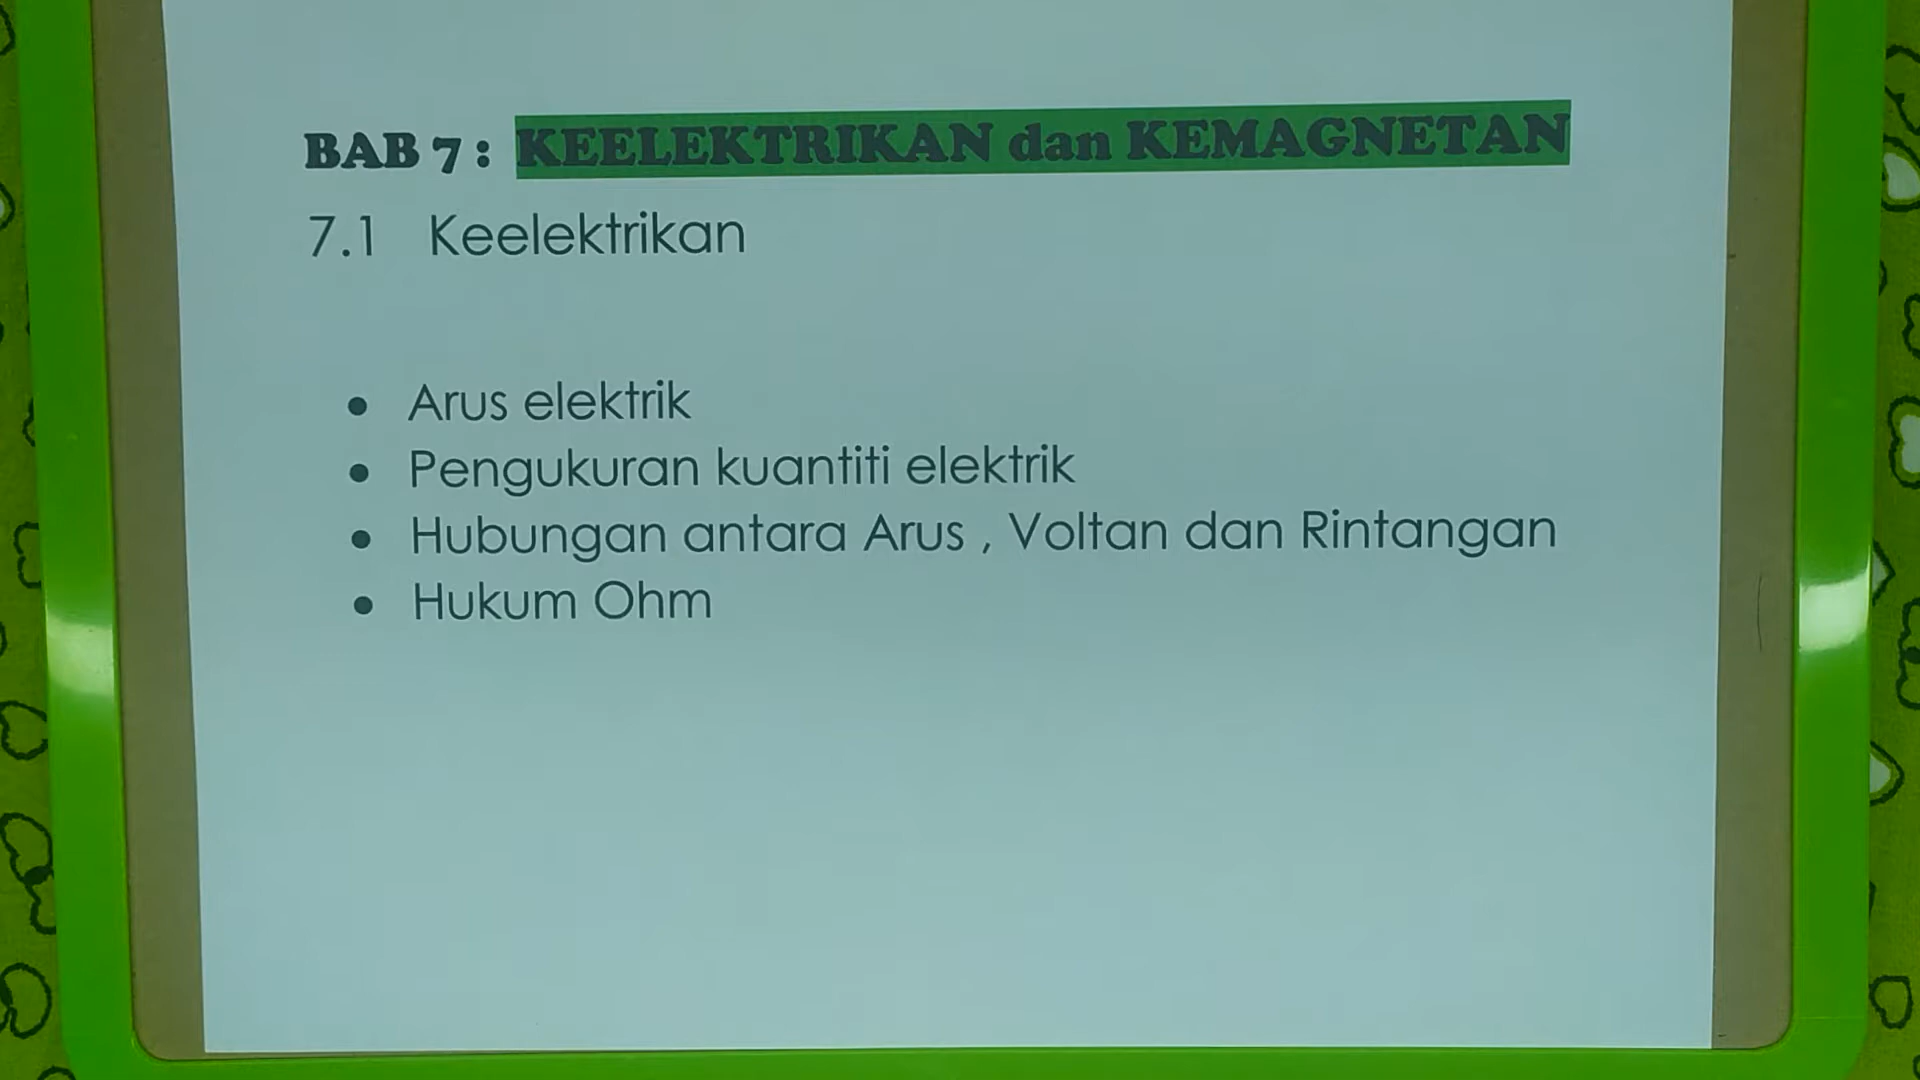 BAB 7 : KEELEKTRIKAN dan KEMAGNETAN
7.1 Keelektrikan
• Arus elektrik
• Pengukuran kuantiti elektrik
• Hubungan antara Arus , Voltan dan Rintangan
• Hukum Ohm